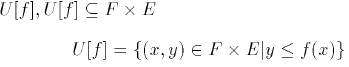 U[f], U[f] ⊆ F × E
U[f] = {(x, y) ∈ F × E|y ≤ f(x)}